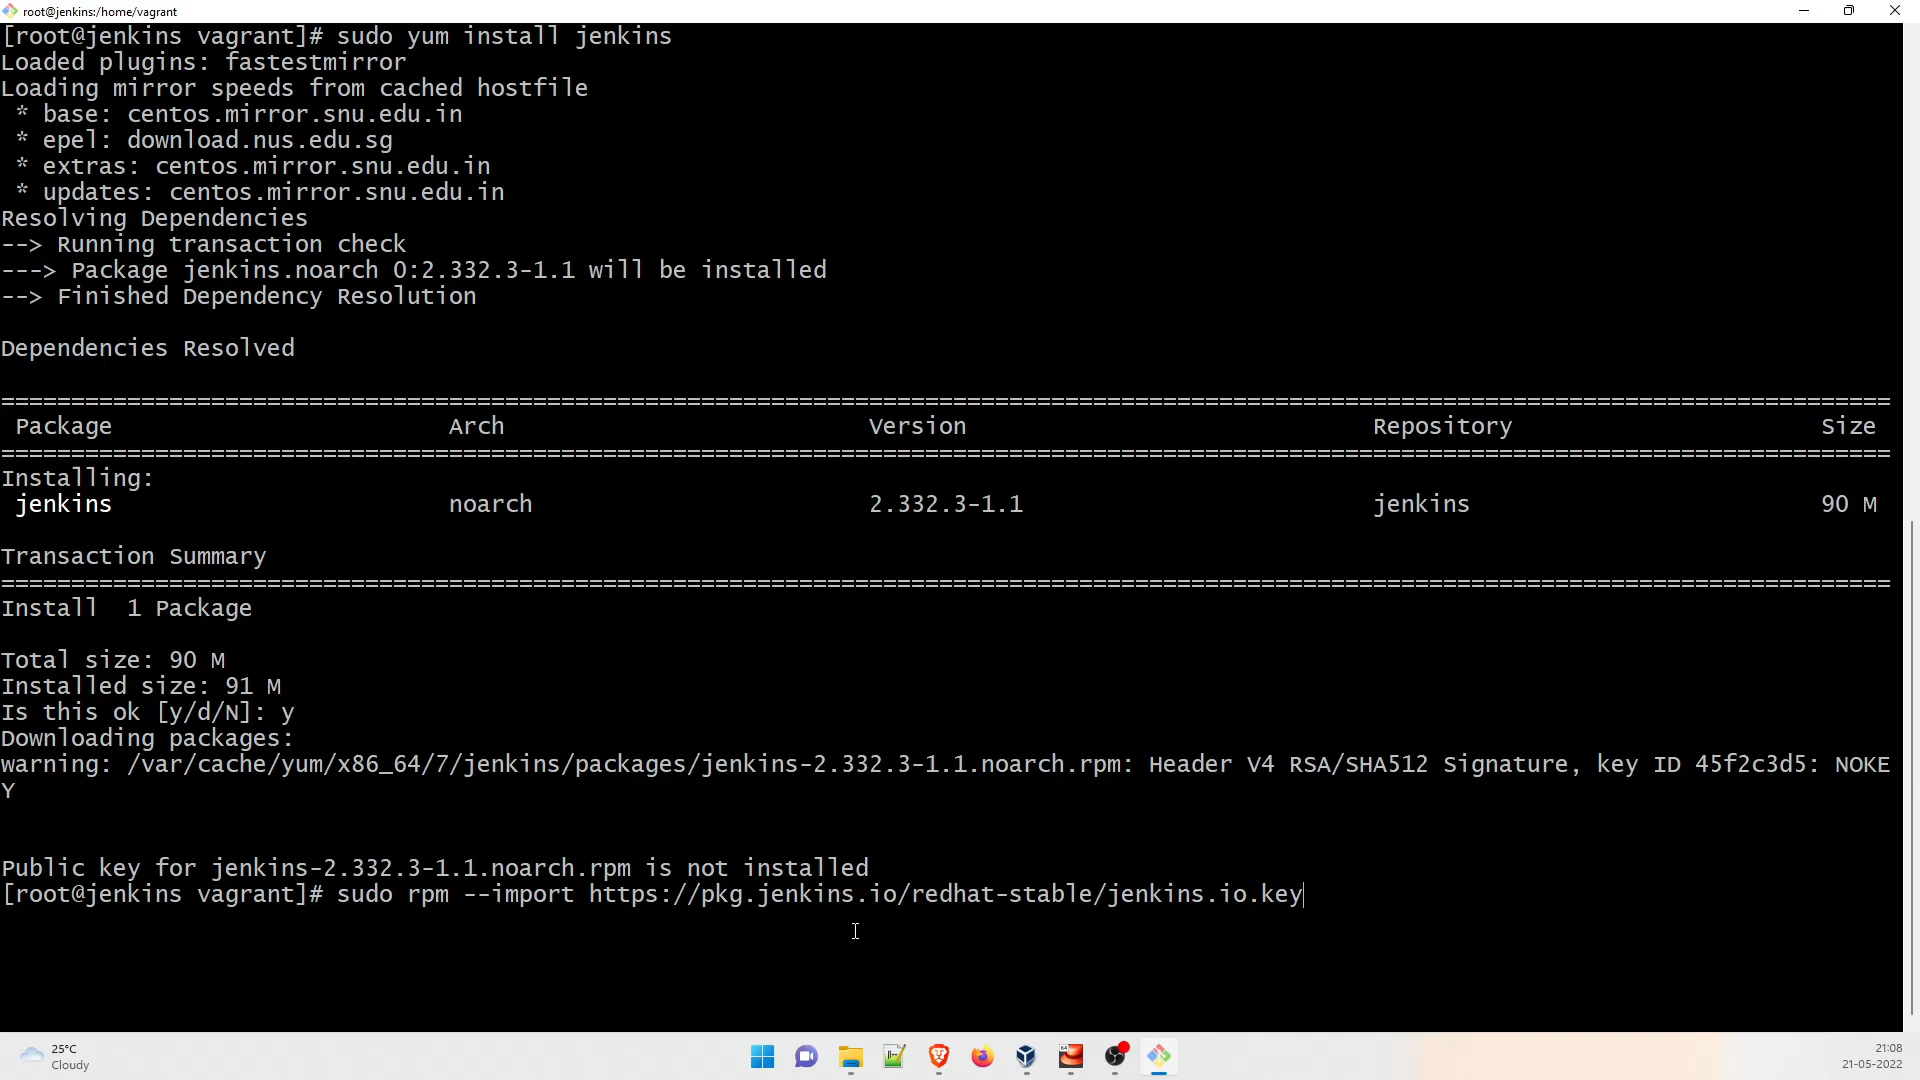 root@jenkins:/home/vagrant
[root@jenkins vagrant]# sudo yum install jenkins
Loaded plugins: fastestmirror
Loading mirror speeds from cached hostfile
* base: centos.mirror.snu.edu.in
* epel: download.nus.edu.sg
* extras: centos.mirror.snu.edu.in
* updates: centos.mirror.snu.edu.in
Resolving Dependencies
--> Running transaction check
---> Package jenkins.noarch 0:2.332.3-1.1 will be installed
--> Finished Dependency Resolution
Dependencies Resolved
Package Arch Version Repository Size
Installing:
jenkins noarch 2.332.3-1.1 jenkins 90 M
Transaction Summary
Install 1 Package
Total size: 90 M
Installed size: 91 M
Is this ok [y/d/N]: y
Downloading packages:
warning: /var/cache/yum/x86_64/7/jenkins/packages/jenkins-2.332.3-1.1.noarch.rpm: Header V4 RSA/SHA512 Signature, key ID 45f2c3d5: NOKE
Y
Public key for jenkins-2.332.3-1.1.noarch.rpm is not installed
[root@jenkins vagrant]# sudo rpm --import https://pkg.jenkins.io/redhat-stable/jenkins.io.key
25°C
Cloudy
21:08
21-05-2022